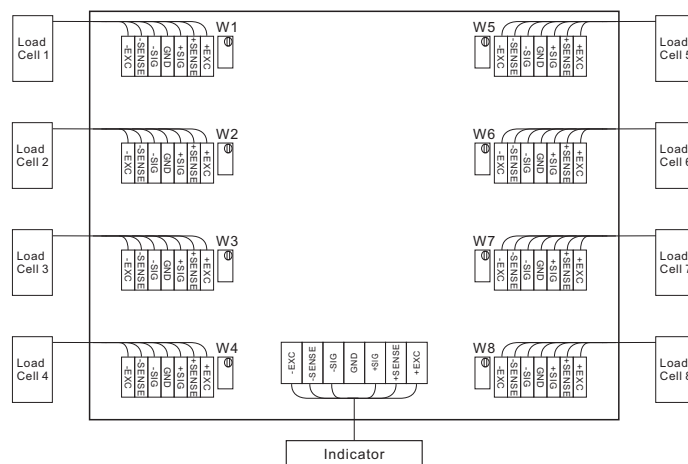 Load
Cell 1
-EXC
-SENSE
-SIG
GND
+SIG
+SENSE
+EXC
W1
W5
-EXC
-SENSE
-SIG
GND
+SIG
+SENSE
+EXC
Load
Cell 5
Load
Cell 2
-EXC
-SENSE
-SIG
GND
+SIG
+SENSE
+EXC
W2
W6
-EXC
-SENSE
-SIG
GND
+SIG
+SENSE
+EXC
Load
Cell 6
Load
Cell 3
-EXC
-SENSE
-SIG
GND
+SIG
+SENSE
+EXC
W3
W7
-EXC
-SENSE
-SIG
GND
+SIG
+SENSE
+EXC
Load
Cell 7
Load
Cell 4
-EXC
-SENSE
-SIG
GND
+SIG
+SENSE
+EXC
W4
-EXC
-SENSE
-SIG
GND
+SIG
+SENSE
+EXC
W8
-EXC
-SENSE
-SIG
GND
+SIG
+SENSE
+EXC
Load
Cell 8
Indicator